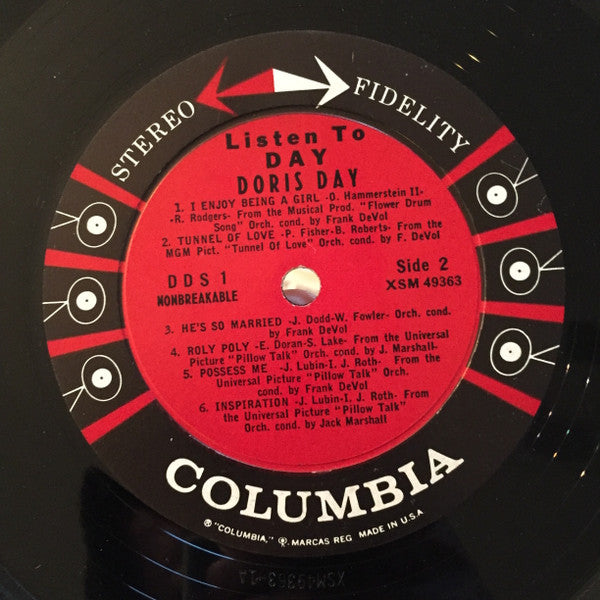 STEREO FIDELITY
Listen To
DAY
DORIS DAY
1. I ENJOY BEING A GIRL -O. Hammerstein II-
-R. Rodgers- From the Musical Prod. "Flower Drum
Song" Orch. cond. by Frank DeVol
2. TUNNEL OF LOVE -P. Fisher-B. Roberts- From the
MGM Pict. "Tunnel Of Love" Orch. cond. by F. DeVol
DDS 1
NONBREAKABLE
Side 2
XSM 49363
3. HE'S SO MARRIED -J. Dodd-W. Fowler- Orch. cond.
by Frank DeVol
4. ROLY POLY -E. Doran-S. Lake- From the Universal
Picture "Pillow Talk" Orch. cond. by J. Marshall-
5. POSSESS ME -J. Lubin-I. J. Roth- From the
Universal Picture "Pillow Talk" Orch.
cond. by Frank DeVol
6. INSPIRATION -J. Lubin-I. J. Roth- From
the Universal Picture "Pillow Talk"
Orch. cond. by Jack Marshall
COLUMBIA
® "COLUMBIA," ®. MARCAS REG MADE IN U.S.A
XSM49363-1A